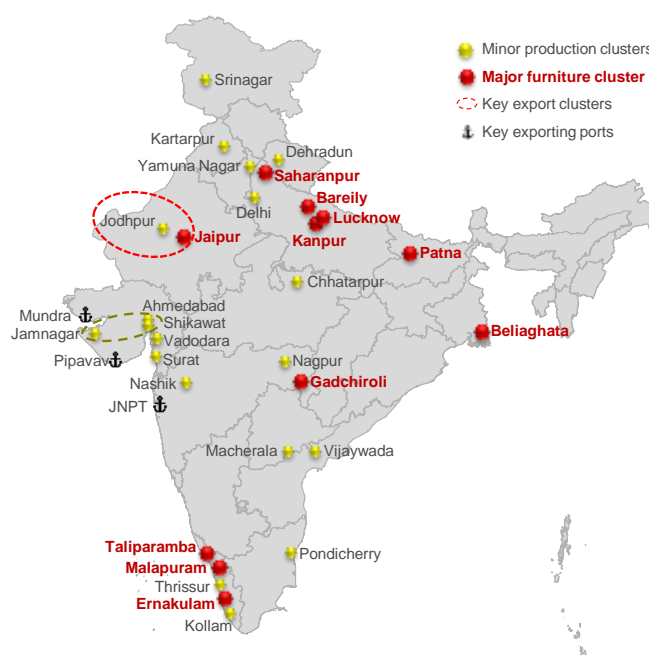 Minor production clusters
Major furniture cluster
Key export clusters
Key exporting ports
Srinagar
Kartarpur
Dehradun
Yamuna Nagar
Saharanpur
Bareily
Delhi
Lucknow
Jodhpur
Kanpur
Jaipur
Patna
Chhatarpur
Ahmedabad
Mundra
Shikawat
Jamnagar
Beliaghata
Vadodara
Pipavav
Surat
Nagpur
Nashik
Gadchiroli
JNPT
Macherala
Vijaywada
Taliparamba
Pondicherry
Malapuram
Thrissur
Ernakulam
Kollam